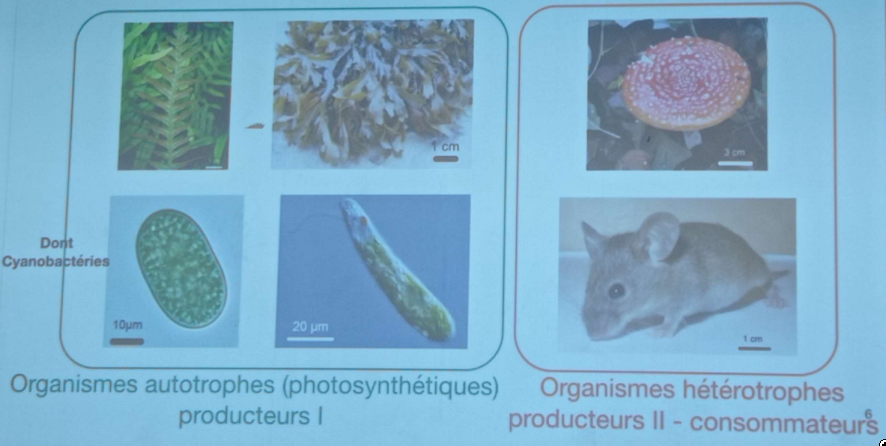 1 cm
3 cm
Dont
Cyanobactéries
10µm
20 µm
1 cm
Organismes autotrophes (photosynthétiques)
producteurs I
Organismes hétérotrophes
producteurs II - consommateurs
6